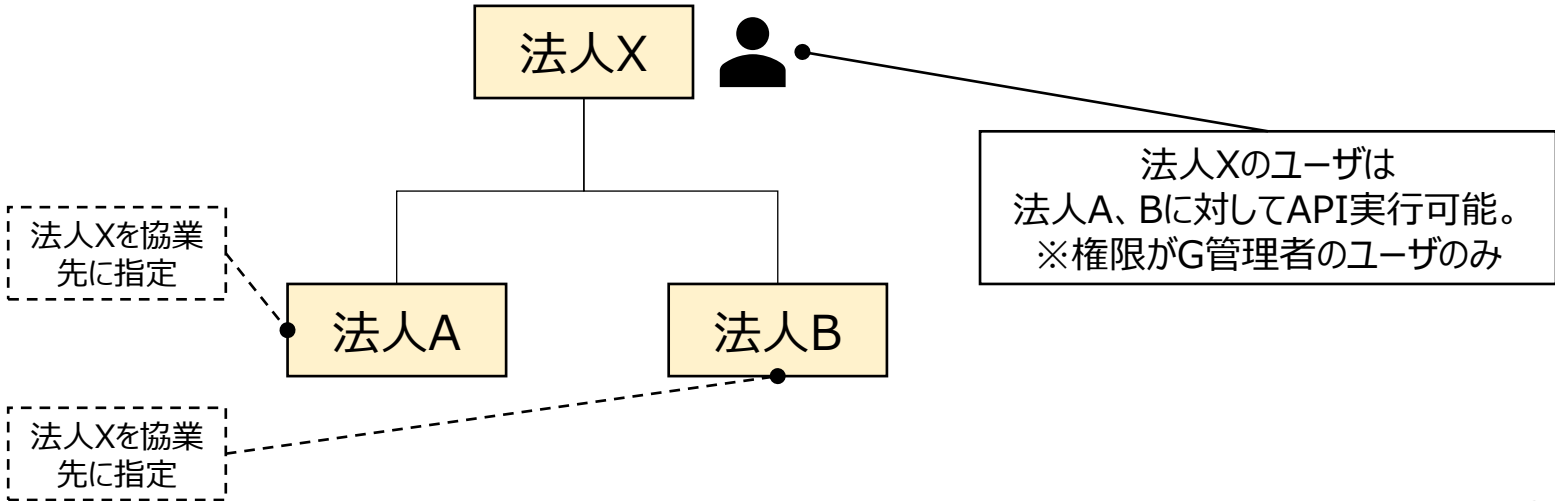 法人X
法人Xのユーザは
法人A、Bに対してAPI実行可能。
※権限がG管理者のユーザのみ
法人Xを協業
先に指定
法人A
法人B
法人Xを協業
先に指定